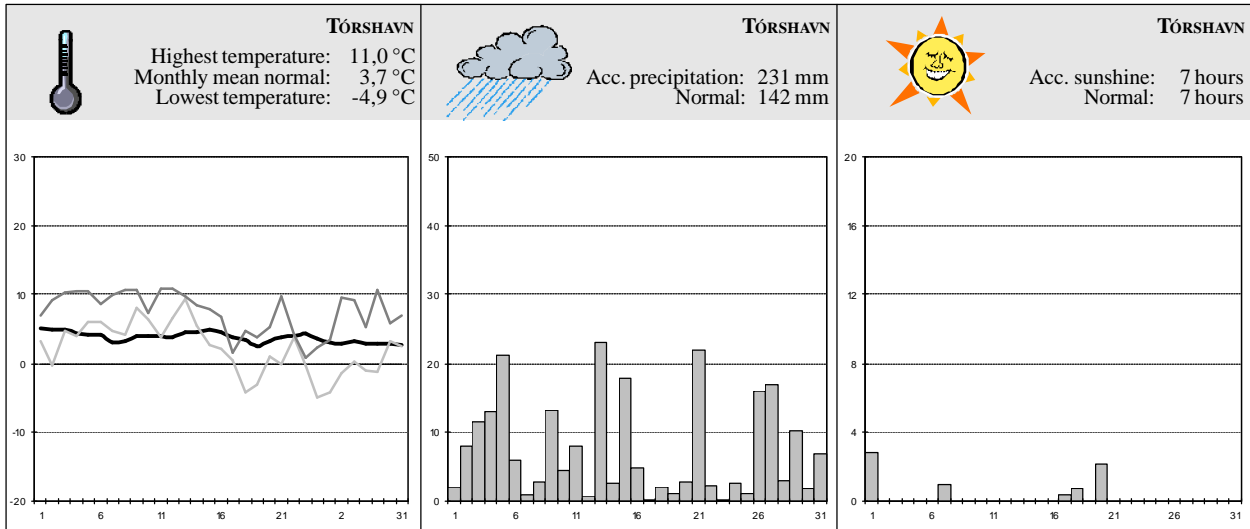 TÓRSHAVN
Highest temperature: 11,0 °C
Monthly mean normal: 3,7 °C
Lowest temperature: -4,9 °C
30
20
10
0
-10
-20
1 6 11 16 21 2 31
TÓRSHAVN
Acc. precipitation: 231 mm
Normal: 142 mm
50
40
30
20
10
0
1 6 11 16 21 26 31
TÓRSHAVN
Acc. sunshine: 7 hours
Normal: 7 hours
20
16
12
8
4
0
1 6 11 16 21 26 31